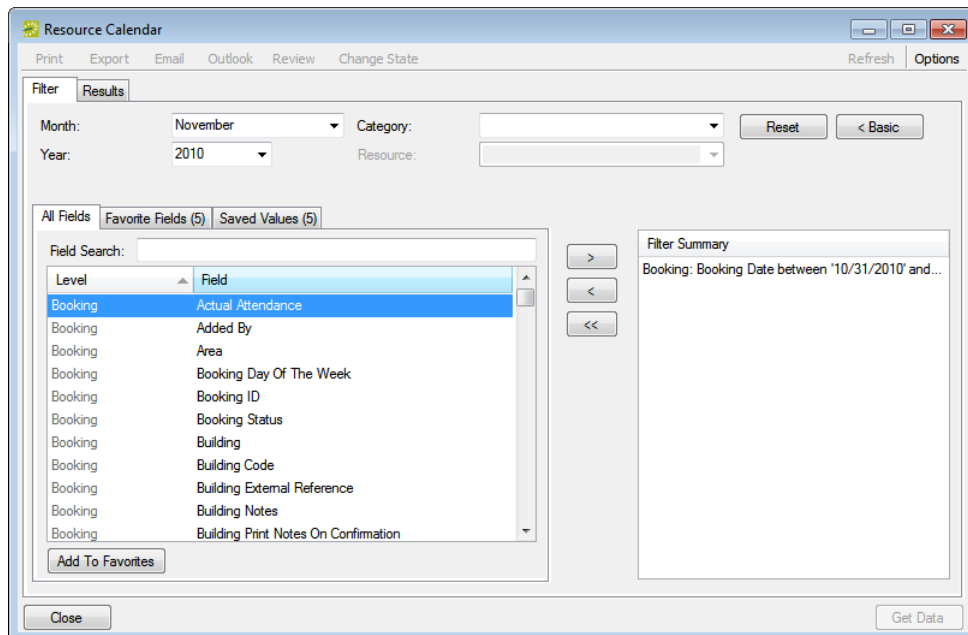 Resource Calendar
Print Export Email Outlook Review Change State Refresh Options
Filter Results
Month: November Category: Reset < Basic
Year: 2010 Resource:
All Fields Favorite Fields (5) Saved Values (5)
Field Search:
Level Field
Booking Actual Attendance
Booking Added By
Booking Area
Booking Booking Day Of The Week
Booking Booking ID
Booking Booking Status
Booking Building
Booking Building Code
Booking Building External Reference
Booking Building Notes
Booking Building Print Notes On Confirmation
Add To Favorites
>
<
<<
Filter Summary
Booking: Booking Date between '10/31/2010' and...
Close Get Data